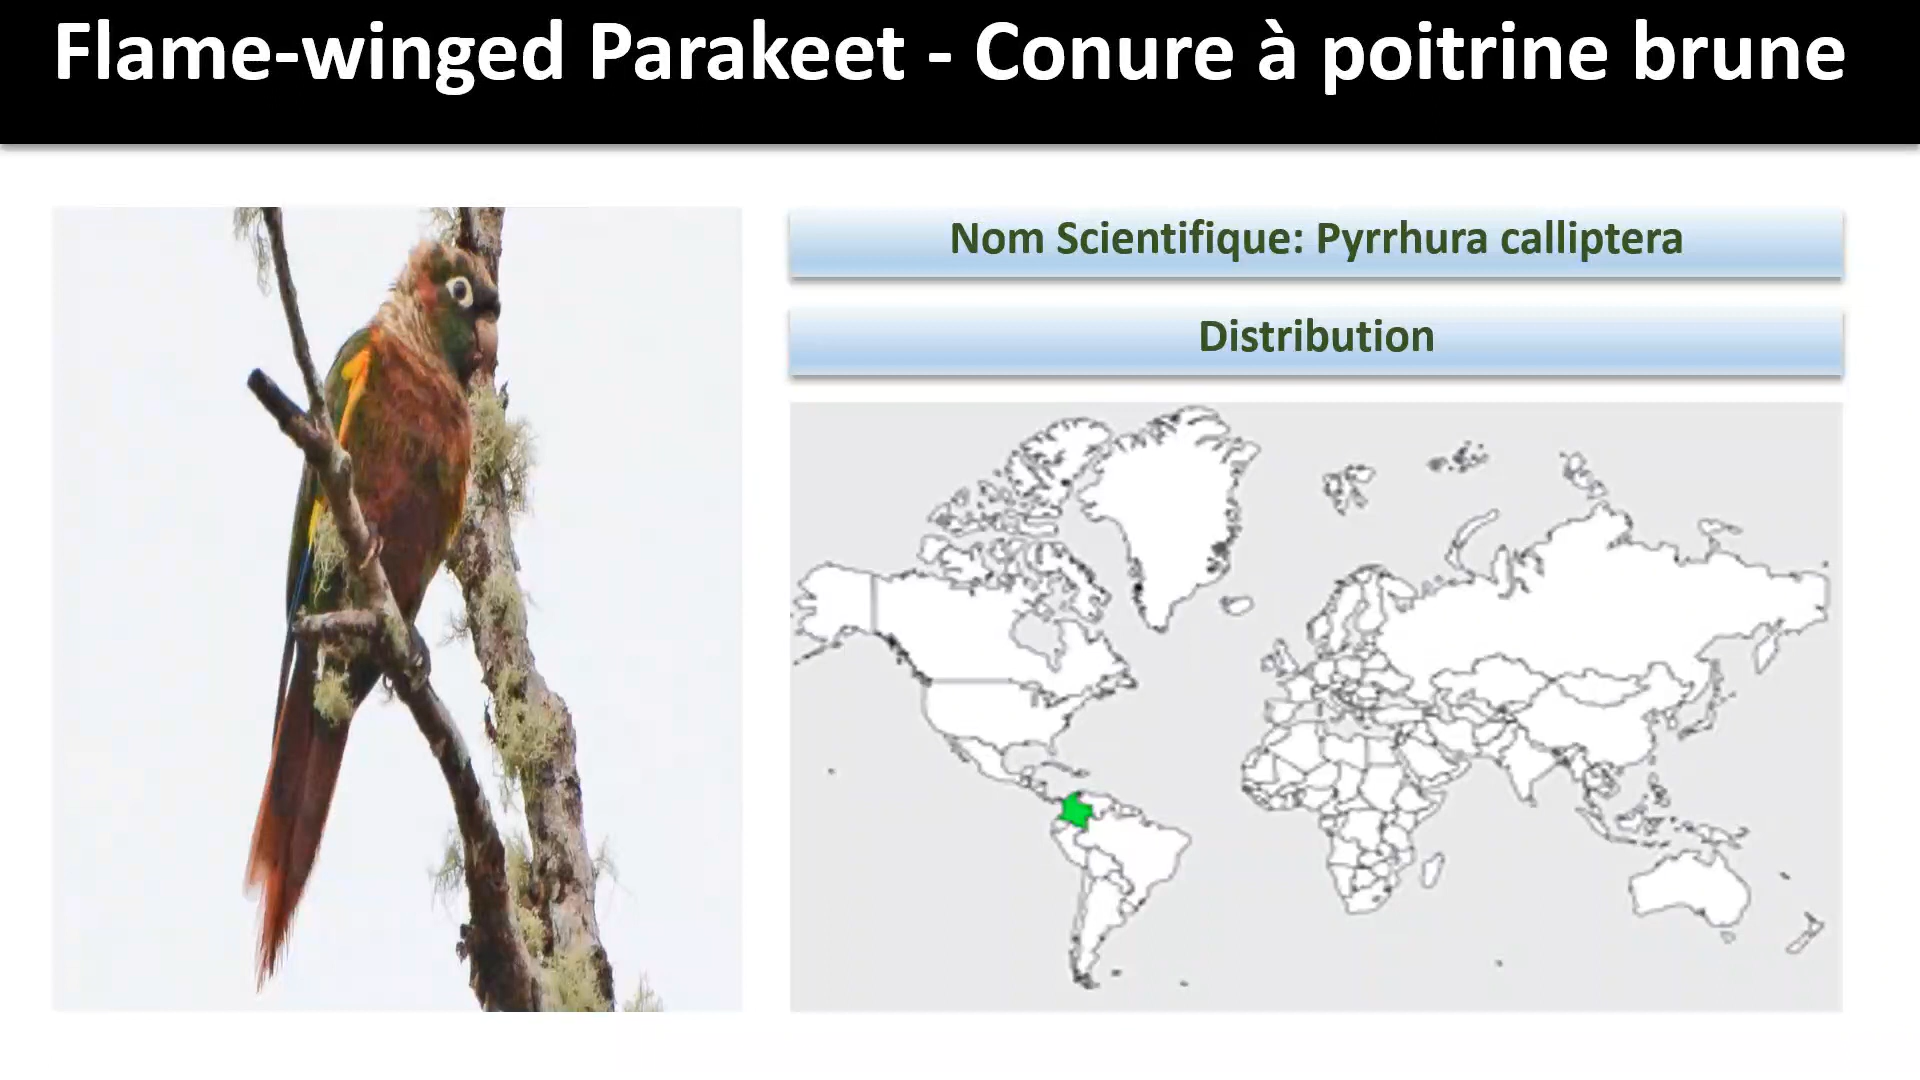 Flame-winged Parakeet - Conure à poitrine brune
Nom Scientifique: Pyrrhura calliptera
Distribution